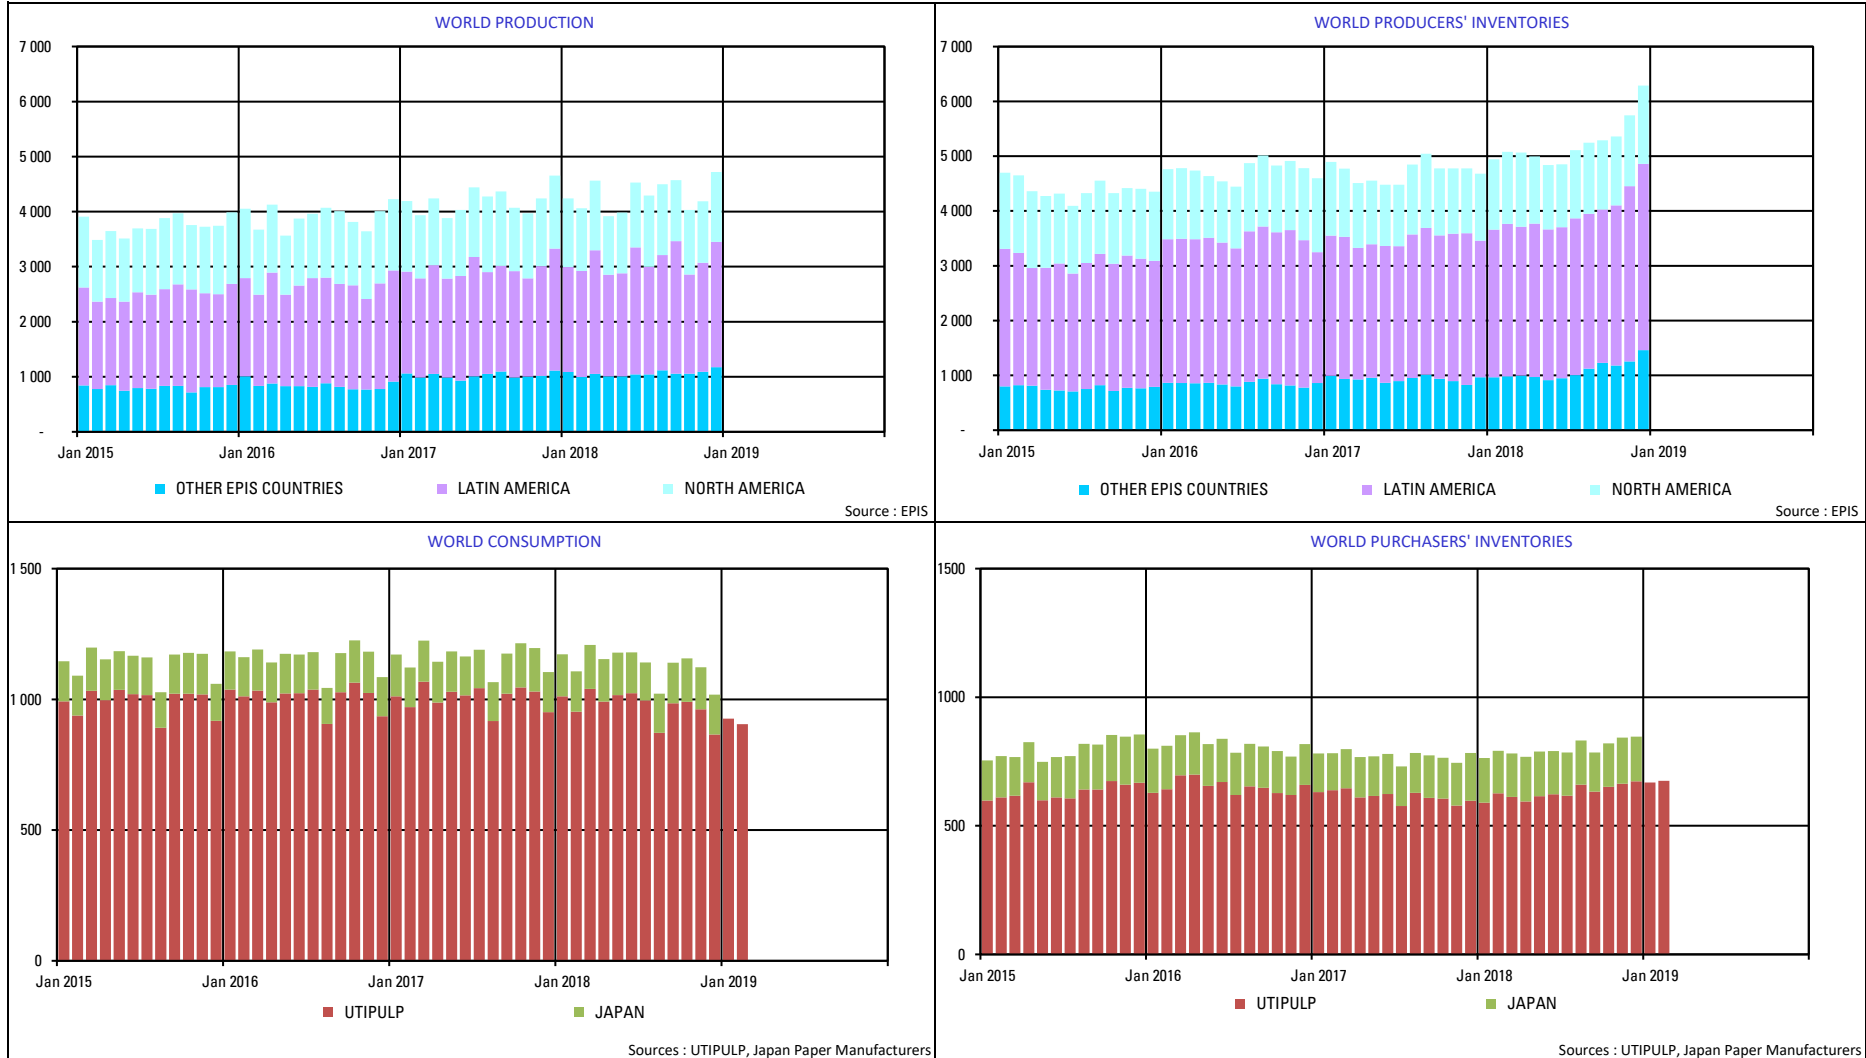 WORLD PRODUCTION
7 000
6 000
5 000
4 000
3 000
2 000
1 000
-
Jan 2015 Jan 2016 Jan 2017 Jan 2018 Jan 2019
OTHER EPIS COUNTRIES LATIN AMERICA NORTH AMERICA
Source : EPIS
WORLD PRODUCERS' INVENTORIES
7 000
6 000
5 000
4 000
3 000
2 000
1 000
-
Jan 2015 Jan 2016 Jan 2017 Jan 2018 Jan 2019
OTHER EPIS COUNTRIES LATIN AMERICA NORTH AMERICA
Source : EPIS
WORLD CONSUMPTION
1 500
1 000
500
0
Jan 2015 Jan 2016 Jan 2017 Jan 2018 Jan 2019
UTIPULP JAPAN
Sources : UTIPULP, Japan Paper Manufacturers
WORLD PURCHASERS' INVENTORIES
1500
1000
500
0
Jan 2015 Jan 2016 Jan 2017 Jan 2018 Jan 2019
UTIPULP JAPAN
Sources : UTIPULP, Japan Paper Manufacturers